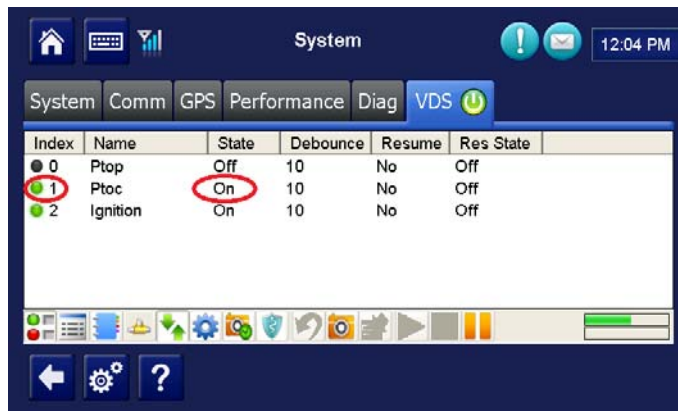 System
12:04 PM
System Comm GPS Performance Diag VDS
Index Name State Debounce Resume Res State
0 Ptop Off 10 No Off
1 Ptoc On 10 No Off
2 Ignition On 10 No Off
?